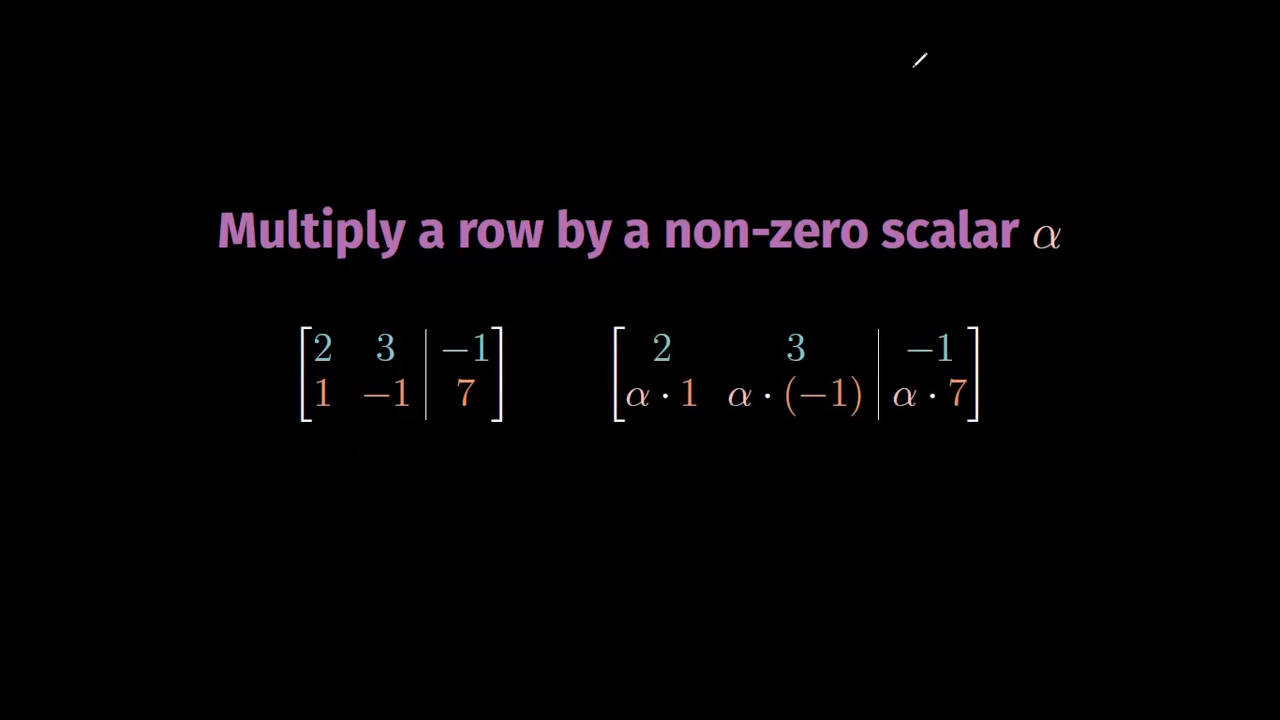 Multiply a row by a non-zero scalar α
2 3 −1 2 3 −1
1 −1 7 α · 1 α · (−1) α · 7